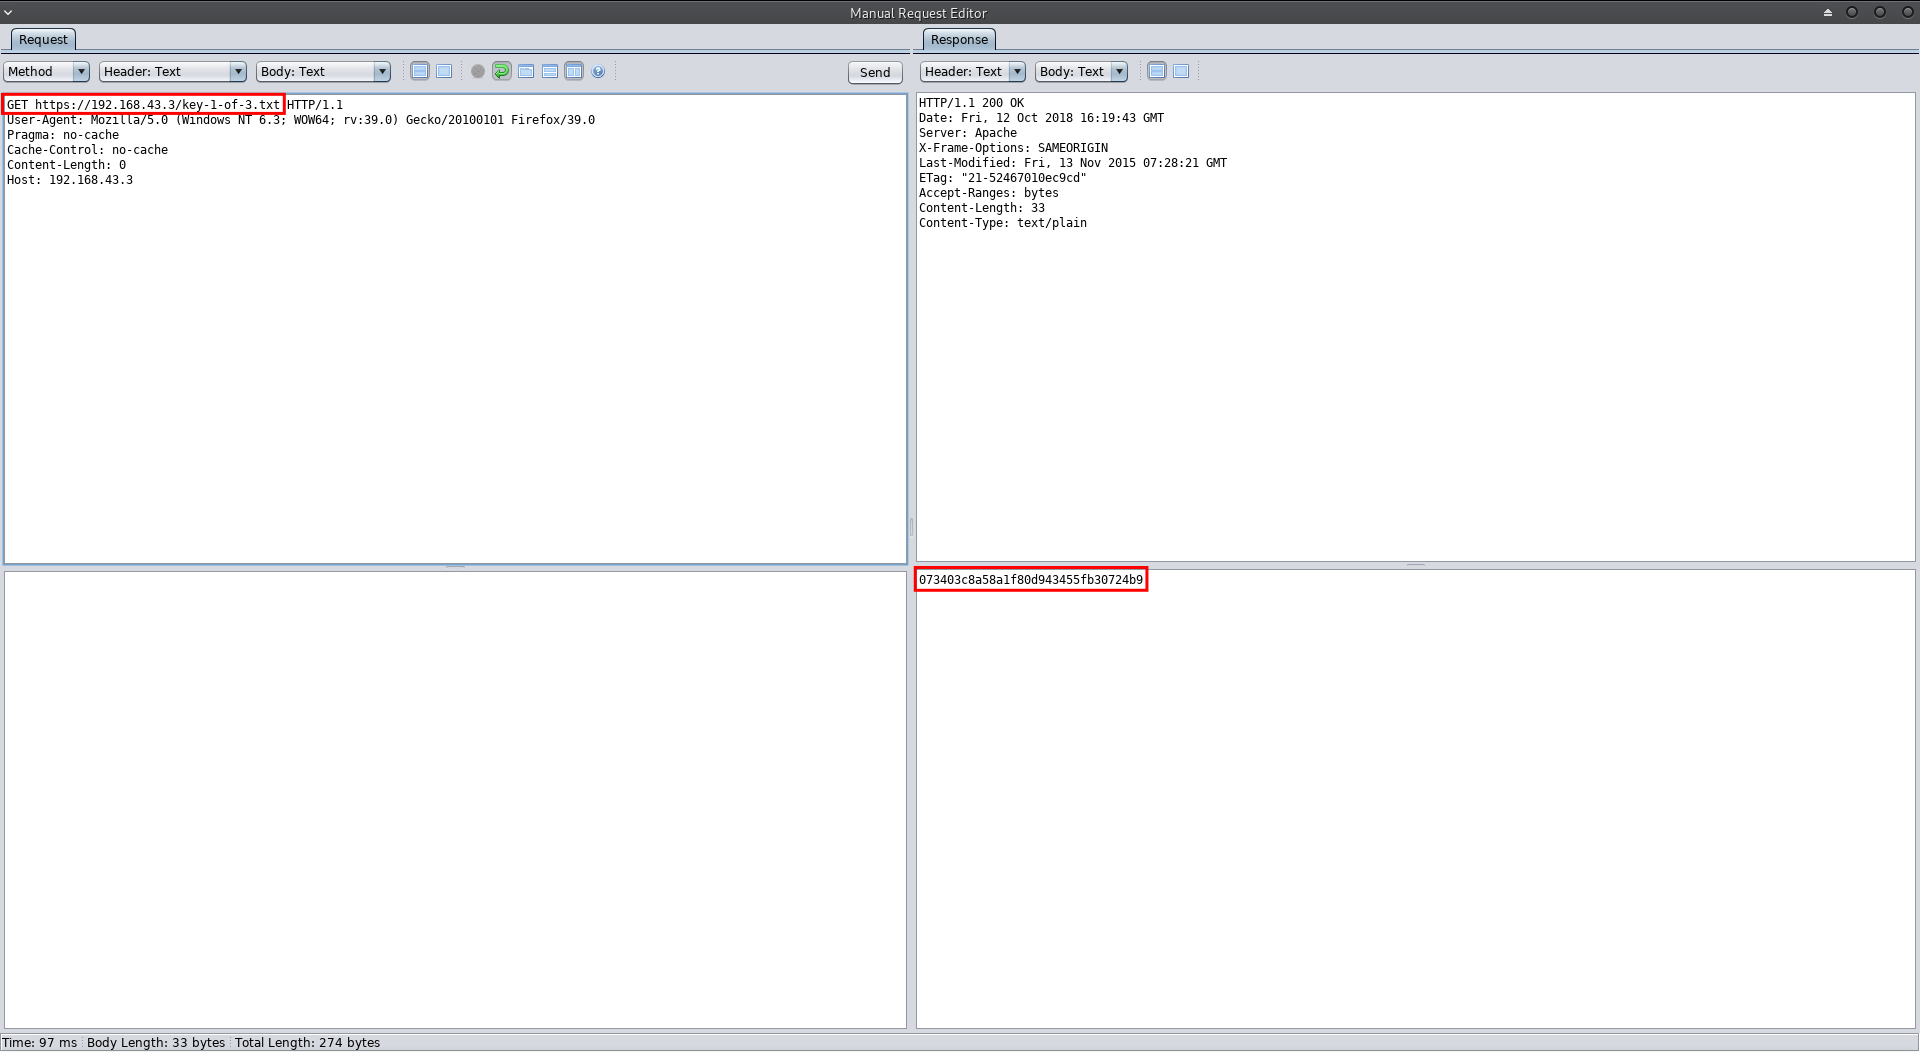 Manual Request Editor
Request
Response
Method Header: Text Body: Text Send
Header: Text Body: Text
GET https://192.168.43.3/key-1-of-3.txt HTTP/1.1
User-Agent: Mozilla/5.0 (Windows NT 6.3; WOW64; rv:39.0) Gecko/20100101 Firefox/39.0
Pragma: no-cache
Cache-Control: no-cache
Content-Length: 0
Host: 192.168.43.3
HTTP/1.1 200 OK
Date: Fri, 12 Oct 2018 16:19:43 GMT
Server: Apache
X-Frame-Options: SAMEORIGIN
Last-Modified: Fri, 13 Nov 2015 07:28:21 GMT
ETag: "21-52467010ec9cd"
Accept-Ranges: bytes
Content-Length: 33
Content-Type: text/plain
073403c8a58a1f80d943455fb30724b9
Time: 97 ms Body Length: 33 bytes Total Length: 274 bytes